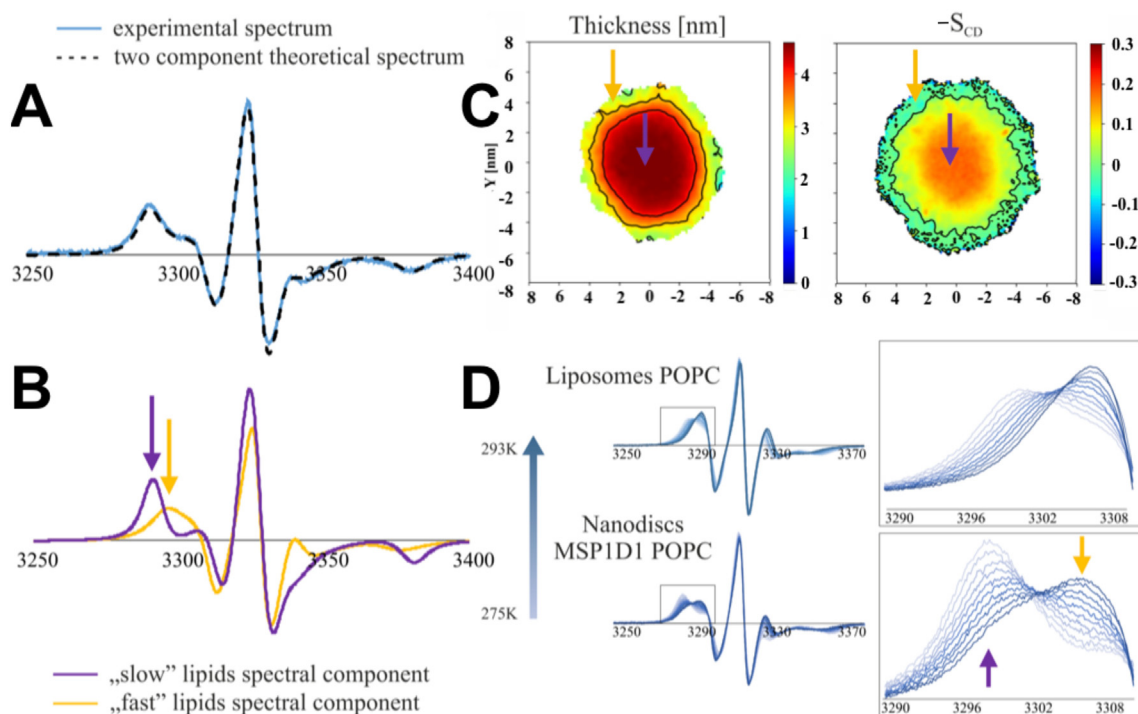 experimental spectrum
two component theoretical spectrum
A
3250
3300
3350
3400
B
3250
3300
3350
3400
„slow” lipids spectral component
„fast” lipids spectral component
C
Thickness [nm]
Y [nm]
8
6
4
2
0
-2
-4
-6
-8
8 6 4 2 0 -2 -4 -6 -8
4
3
2
1
0
-S_CD
8 6 4 2 0 -2 -4 -6 -8
0.3
0.2
0.1
0
-0.1
-0.2
-0.3
D
293K
275K
Liposomes POPC
3250 3290 3330 3370
Nanodiscs
MSP1D1 POPC
3250 3290 3330 3370
3290 3296 3302 3308
3290 3296 3302 3308